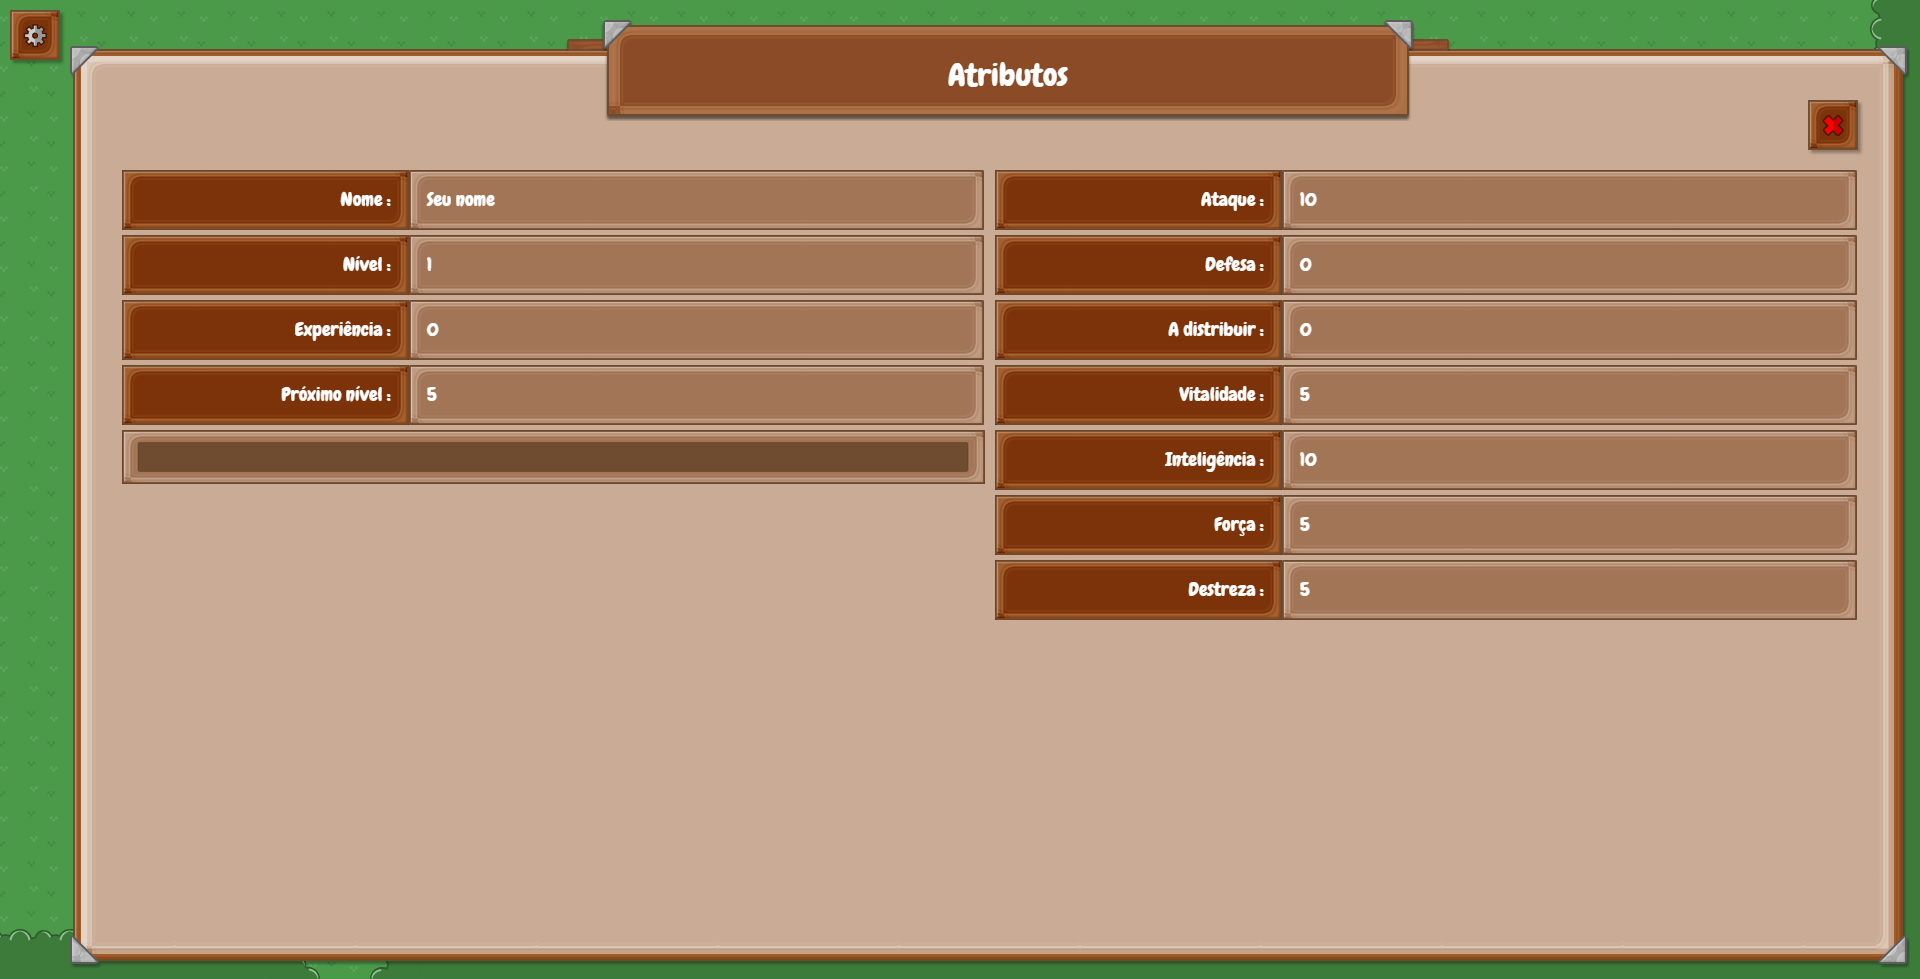 Atributos
Nome : Seu nome
Nível : 1
Experiência : 0
Próximo nível : 5
Ataque : 10
Defesa : 0
A distribuir : 0
Vitalidade : 5
Inteligência : 10
Força : 5
Destreza : 5